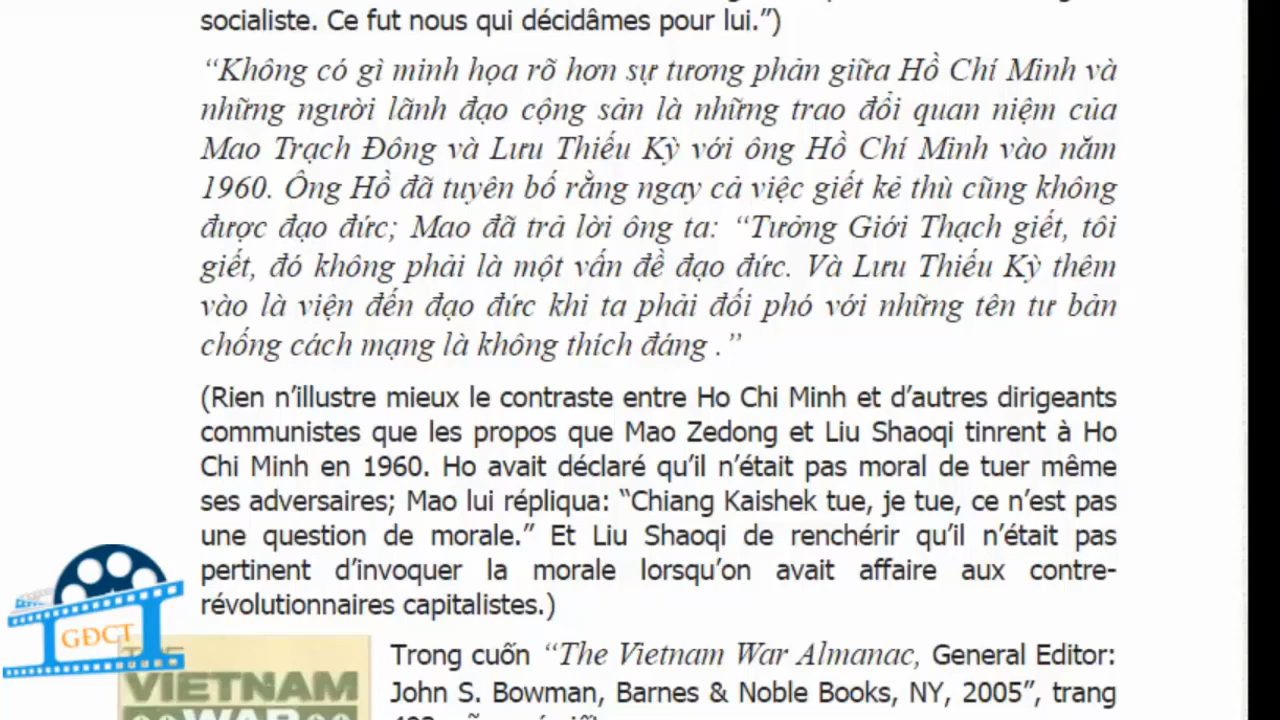 socialiste. Ce fut nous qui décidâmes pour lui.”)
“Không có gì minh họa rõ hơn sự tương phản giữa Hồ Chí Minh và
những người lãnh đạo cộng sản là những trao đổi quan niệm của
Mao Trạch Đông và Lưu Thiếu Kỳ với ông Hồ Chí Minh vào năm
1960. Ông Hồ đã tuyên bố rằng ngay cả việc giết kẻ thù cũng không
được đạo đức; Mao đã trả lời ông ta: “Tưởng Giới Thạch giết, tôi
giết, đó không phải là một vấn đề đạo đức. Và Lưu Thiếu Kỳ thêm
vào là viện đến đạo đức khi ta phải đối phó với những tên tư bản
chống cách mạng là không thích đáng .”
(Rien n’illustre mieux le contraste entre Ho Chi Minh et d’autres dirigeants
communistes que les propos que Mao Zedong et Liu Shaoqi tinrent à Ho
Chi Minh en 1960. Ho avait déclaré qu’il n’était pas moral de tuer même
ses adversaires; Mao lui répliqua: “Chiang Kaishek tue, je tue, ce n’est pas
une question de morale.” Et Liu Shaoqi de renchérir qu’il n’était pas
pertinent d’invoquer la morale lorsqu’on avait affaire aux contre-
révolutionnaires capitalistes.)
GĐCT
THE
VIETNAM
WAR
Trong cuốn “The Vietnam War Almanac, General Editor:
John S. Bowman, Barnes & Noble Books, NY, 2005”, trang